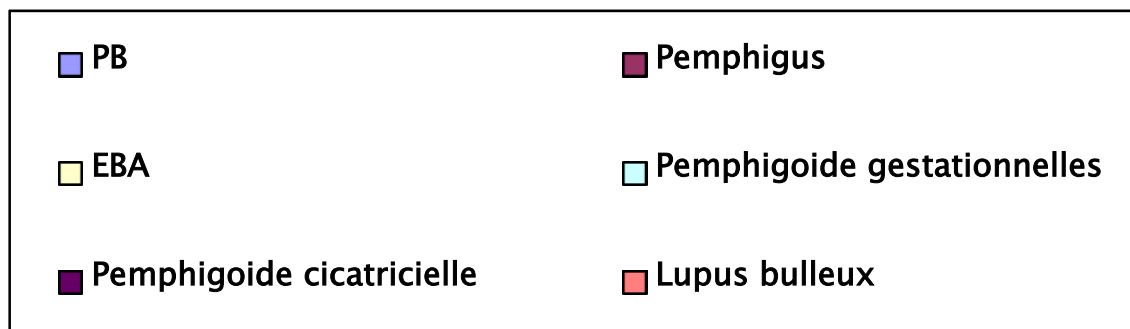 PB
Pemphigus
EBA
Pemphigoide gestationnelles
Pemphigoide cicatricielle
Lupus bulleux